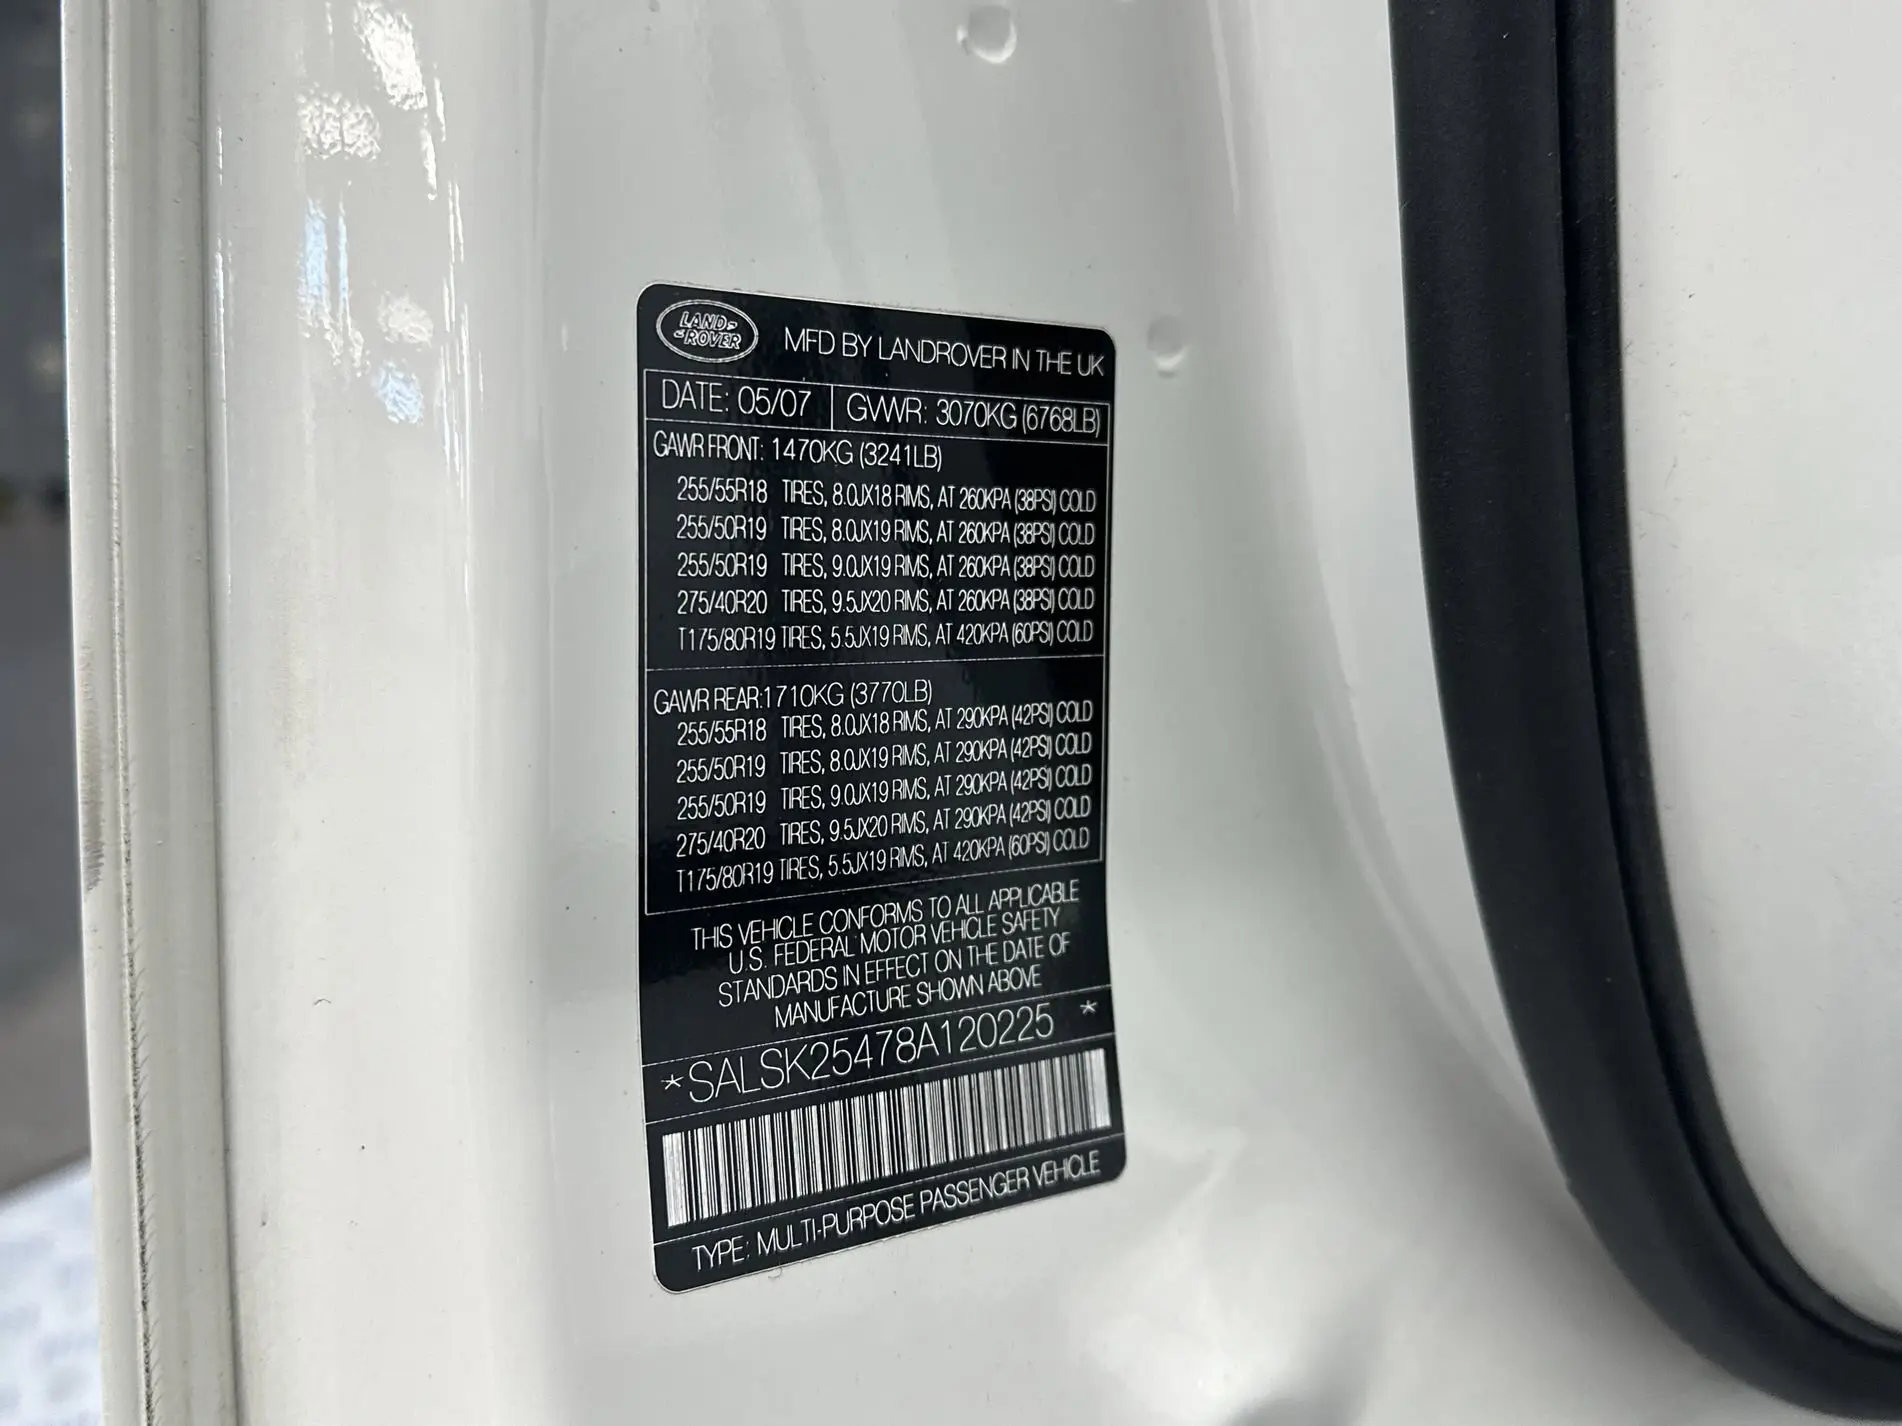 LAND-
-ROVER
MFD BY LANDROVER IN THE UK
DATE: 05/07 GVWR: 3070KG (6768LB)
GAWR FRONT: 1470KG (3241LB)
255/55R18 TIRES, 8.0JX18 RIMS, AT 260KPA (38PSI) COLD
255/50R19 TIRES, 8.0JX19 RIMS, AT 260KPA (38PSI) COLD
255/50R19 TIRES, 9.0JX19 RIMS, AT 260KPA (38PSI) COLD
275/40R20 TIRES, 9.5JX20 RIMS, AT 260KPA (38PSI) COLD
T175/80R19 TIRES, 5.5JX19 RIMS, AT 420KPA (60PSI) COLD
GAWR REAR:1710KG (3770LB)
255/55R18 TIRES, 8.0JX18 RIMS, AT 290KPA (42PSI) COLD
255/50R19 TIRES, 8.0JX19 RIMS, AT 290KPA (42PSI) COLD
255/50R19 TIRES, 9.0JX19 RIMS, AT 290KPA (42PSI) COLD
275/40R20 TIRES, 9.5JX20 RIMS, AT 290KPA (42PSI) COLD
T175/80R19 TIRES, 5.5JX19 RIMS, AT 420KPA (60PSI) COLD
THIS VEHICLE CONFORMS TO ALL APPLICABLE
U.S. FEDERAL MOTOR VEHICLE SAFETY
STANDARDS IN EFFECT ON THE DATE OF
MANUFACTURE SHOWN ABOVE
*SALSK25478A120225 *
TYPE: MULTI-PURPOSE PASSENGER VEHICLE